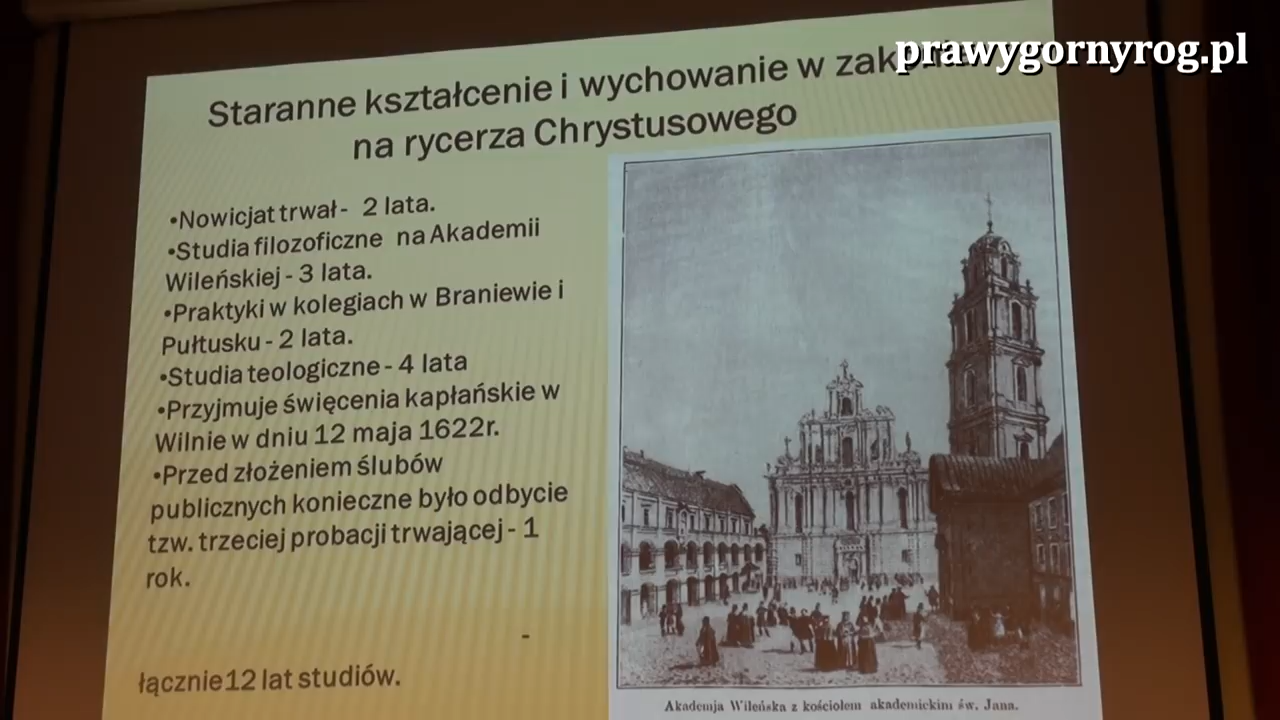 prawygornyrog.pl
Staranne kształcenie i wychowanie w
na rycerza Chrystusowego
•Nowicjat trwał - 2 lata.
•Studia filozoficzne na Akademii
Wileńskiej - 3 lata.
•Praktyki w kolegiach w Braniewie i
Pułtusku - 2 lata.
•Studia teologiczne - 4 lata
•Przyjmuje święcenia kapłańskie w
Wilnie w dniu 12 maja 1622r.
•Przed złożeniem ślubów
publicznych konieczne było odbycie
tzw. trzeciej probacji trwającej - 1
rok.
-
łącznie12 lat studiów.
Akademja Wileńska z kościołem akademickim św. Jana.